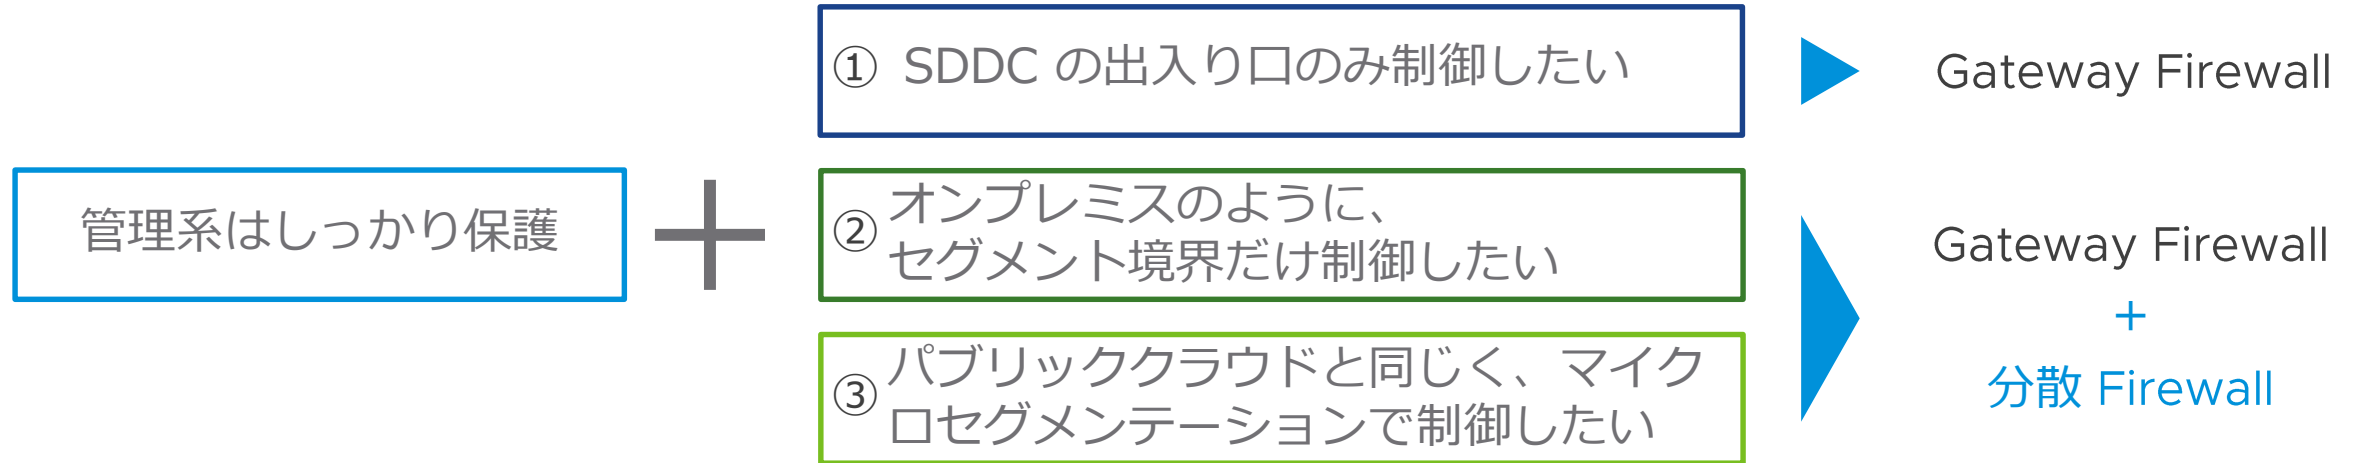 管理系はしっかり保護
+
① SDDC の出入り口のみ制御したい
② オンプレミスのように、
セグメント境界だけ制御したい
③ パブリッククラウドと同じく、マイク
ロセグメンテーションで制御したい
Gateway Firewall
Gateway Firewall
+
分散 Firewall